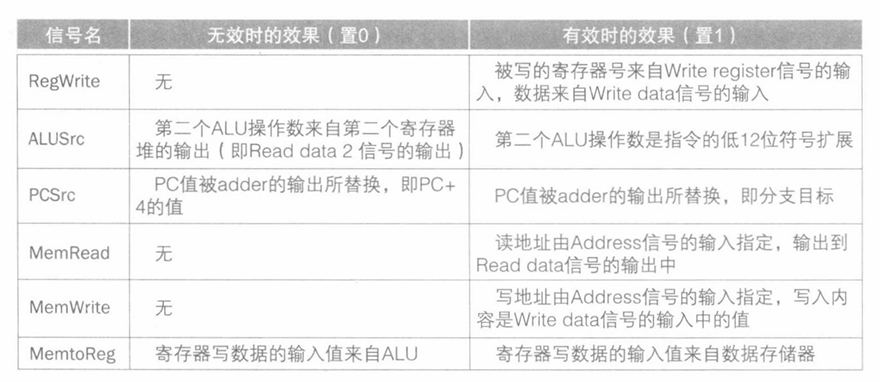 信号名 无效时的效果（置0） 有效时的效果（置1）
RegWrite 无 被写的寄存器号来自Write register信号的输
入，数据来自Write data信号的输入
ALUSrc 第二个ALU操作数来自第二个寄存器 第二个ALU操作数是指令的低12位符号扩展
堆的输出（即Read data 2 信号的输出）
PCSrc PC值被adder的输出所替换，即PC+ PC值被adder的输出所替换，即分支目标
4的值
MemRead 无 读地址由Address信号的输入指定，输出到
Read data信号的输出中
MemWrite 无 写地址由Address信号的输入指定，写入内
容是Write data信号的输入中的值
MemtoReg 寄存器写数据的输入值来自ALU 寄存器写数据的输入值来自数据存储器